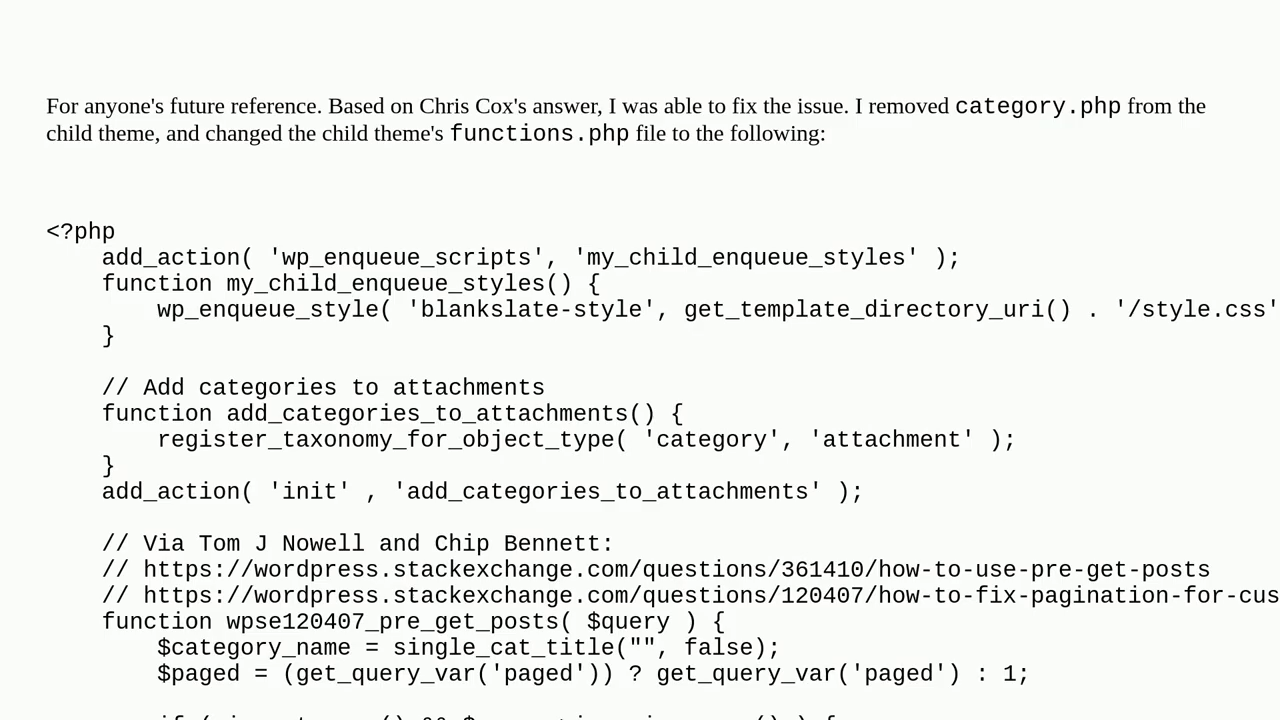 For anyone's future reference. Based on Chris Cox's answer, I was able to fix the issue. I removed category.php from the
child theme, and changed the child theme's functions.php file to the following:
<?php
    add_action( 'wp_enqueue_scripts', 'my_child_enqueue_styles' );
    function my_child_enqueue_styles() {
        wp_enqueue_style( 'blankslate-style', get_template_directory_uri() . '/style.css'
    }
    // Add categories to attachments
    function add_categories_to_attachments() {
        register_taxonomy_for_object_type( 'category', 'attachment' );
    }
    add_action( 'init' , 'add_categories_to_attachments' );
    // Via Tom J Nowell and Chip Bennett:
    // https://wordpress.stackexchange.com/questions/361410/how-to-use-pre-get-posts
    // https://wordpress.stackexchange.com/questions/120407/how-to-fix-pagination-for-cus
    function wpse120407_pre_get_posts( $query ) {
        $category_name = single_cat_title("", false);
        $paged = (get_query_var('paged')) ? get_query_var('paged') : 1;